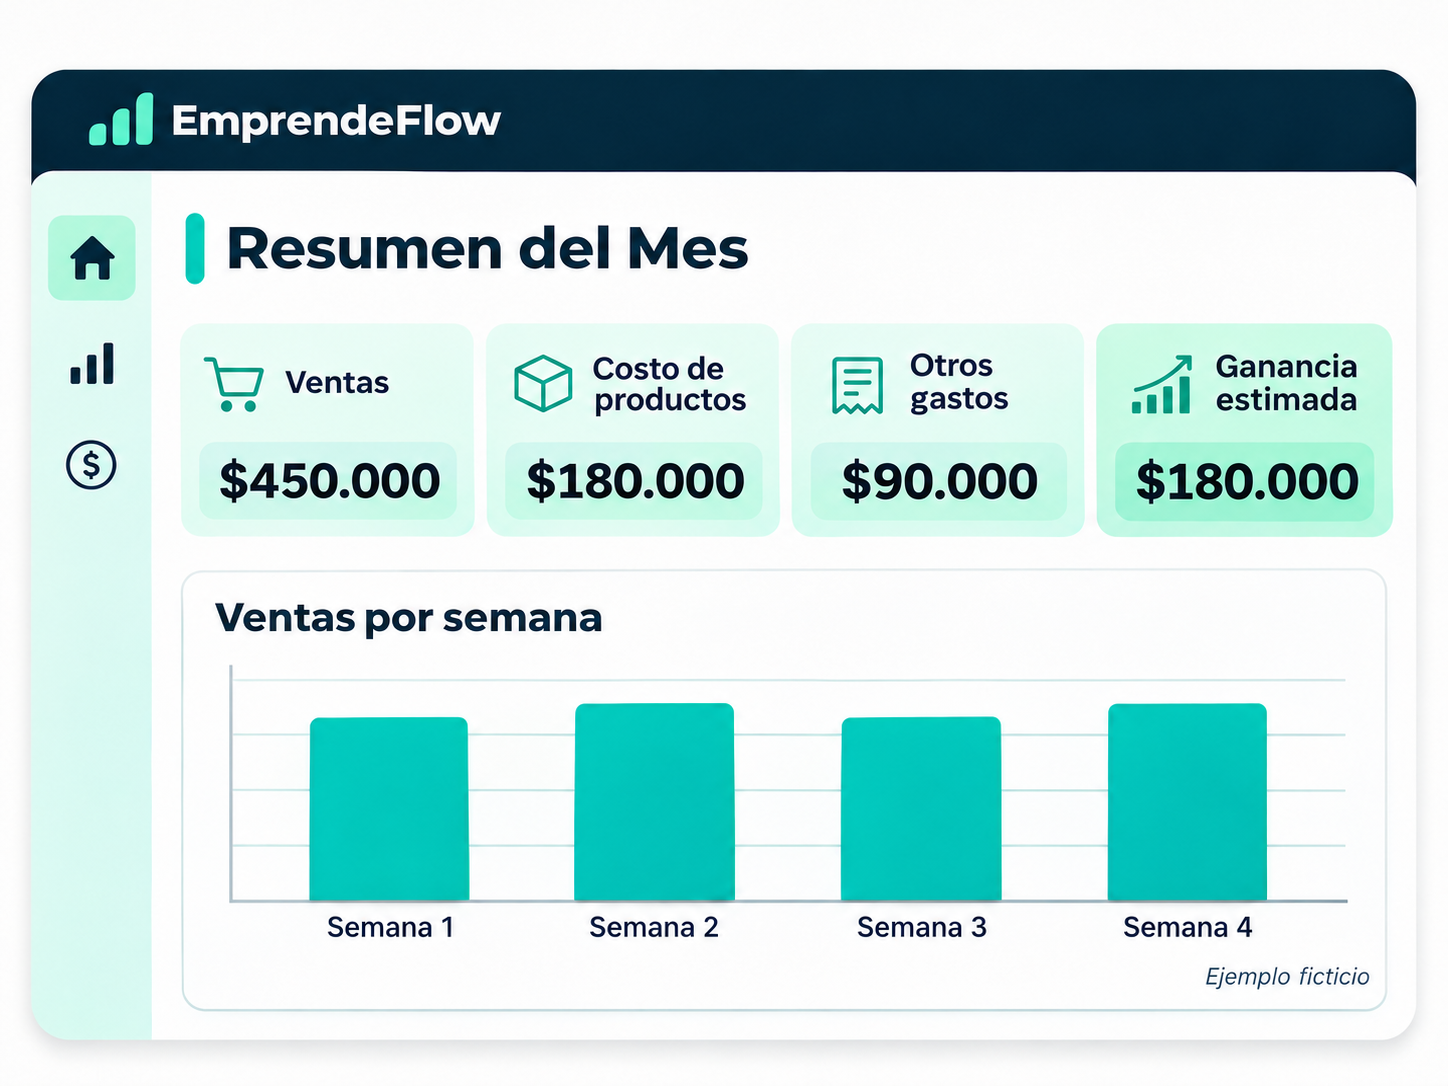 EmprendeFlow
Resumen del Mes
Ventas
$450.000
Costo de
productos
$180.000
Otros
gastos
$90.000
Ganancia
estimada
$180.000
Ventas por semana
Semana 1
Semana 2
Semana 3
Semana 4
Ejemplo ficticio